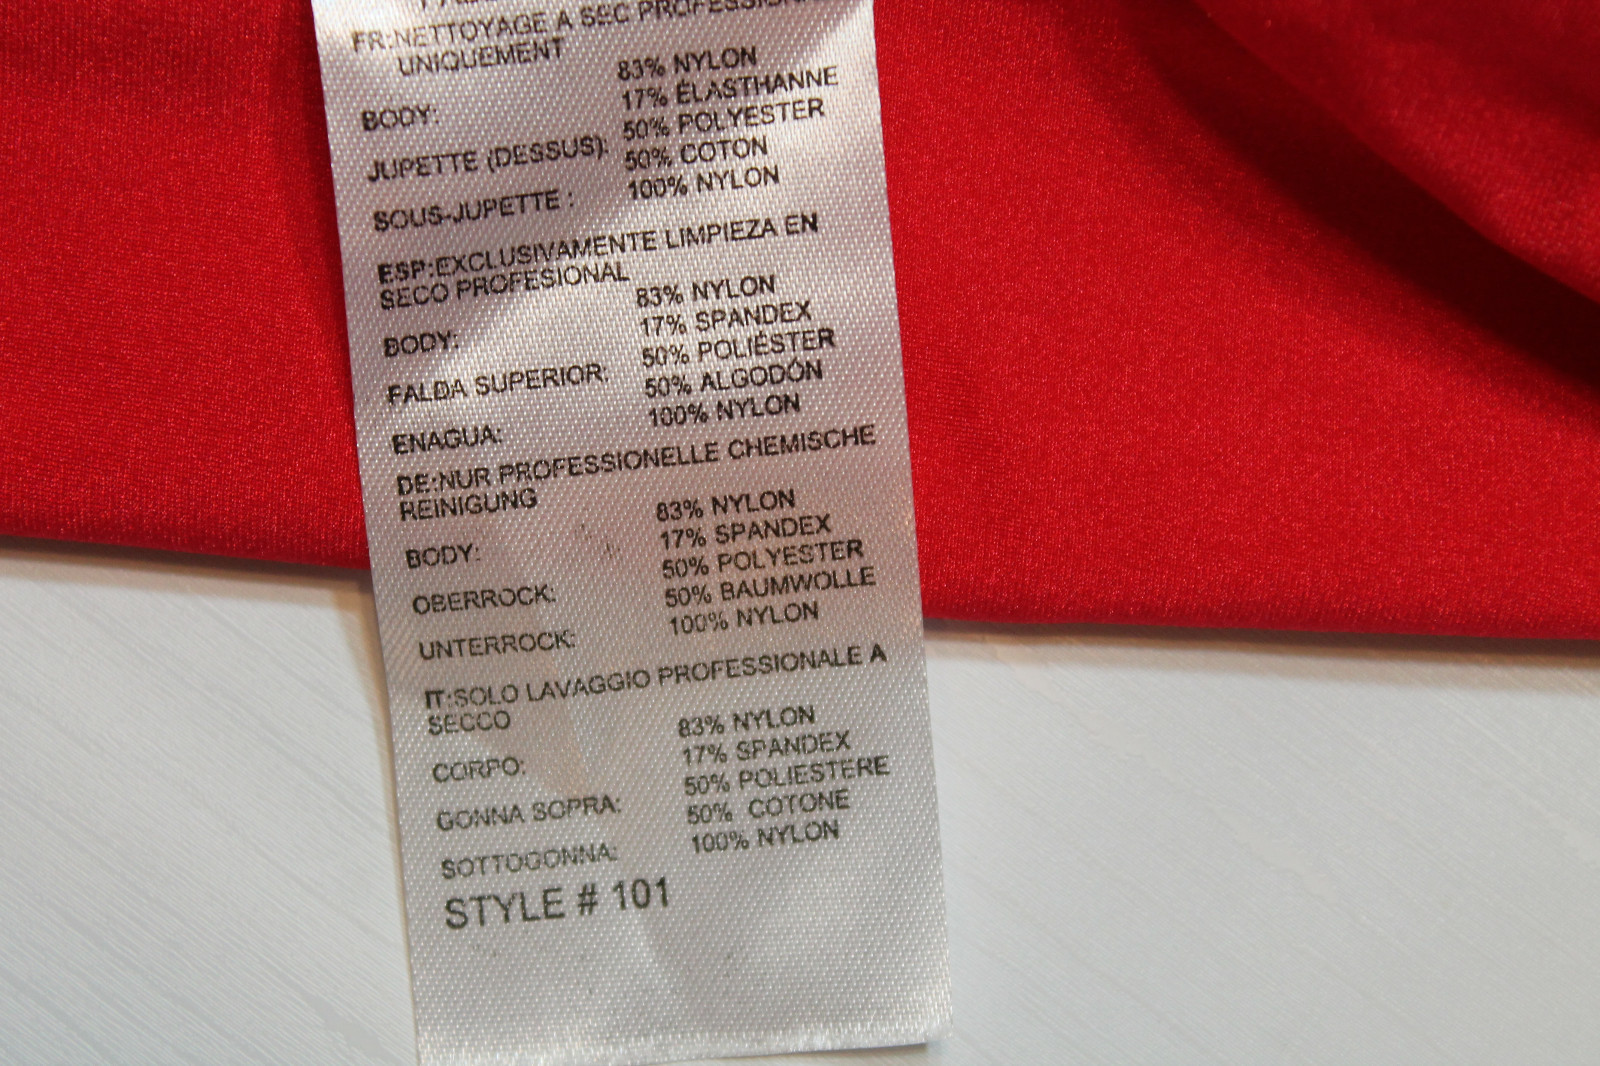 FR:NETTOYAGE A SEC
UNIQUEMENT
83% NYLON
BODY: 17% ÉLASTHANNE
50% POLYESTER
JUPETTE (DESSUS): 50% COTON
SOUS-JUPETTE : 100% NYLON
ESP:EXCLUSIVAMENTE LIMPIEZA EN
SECO PROFESIONAL
83% NYLON
BODY: 17% SPANDEX
50% POLIÉSTER
FALDA SUPERIOR: 50% ALGODÓN
ENAGUA: 100% NYLON
DE:NUR PROFESSIONELLE CHEMISCHE
REINIGUNG
83% NYLON
BODY: 17% SPANDEX
50% POLYESTER
OBERROCK: 50% BAUMWOLLE
UNTERROCK: 100% NYLON
IT:SOLO LAVAGGIO PROFESSIONALE A
SECCO
83% NYLON
CORPO: 17% SPANDEX
50% POLIESTERE
GONNA SOPRA: 50% COTONE
SOTTOGONNA: 100% NYLON
STYLE # 101